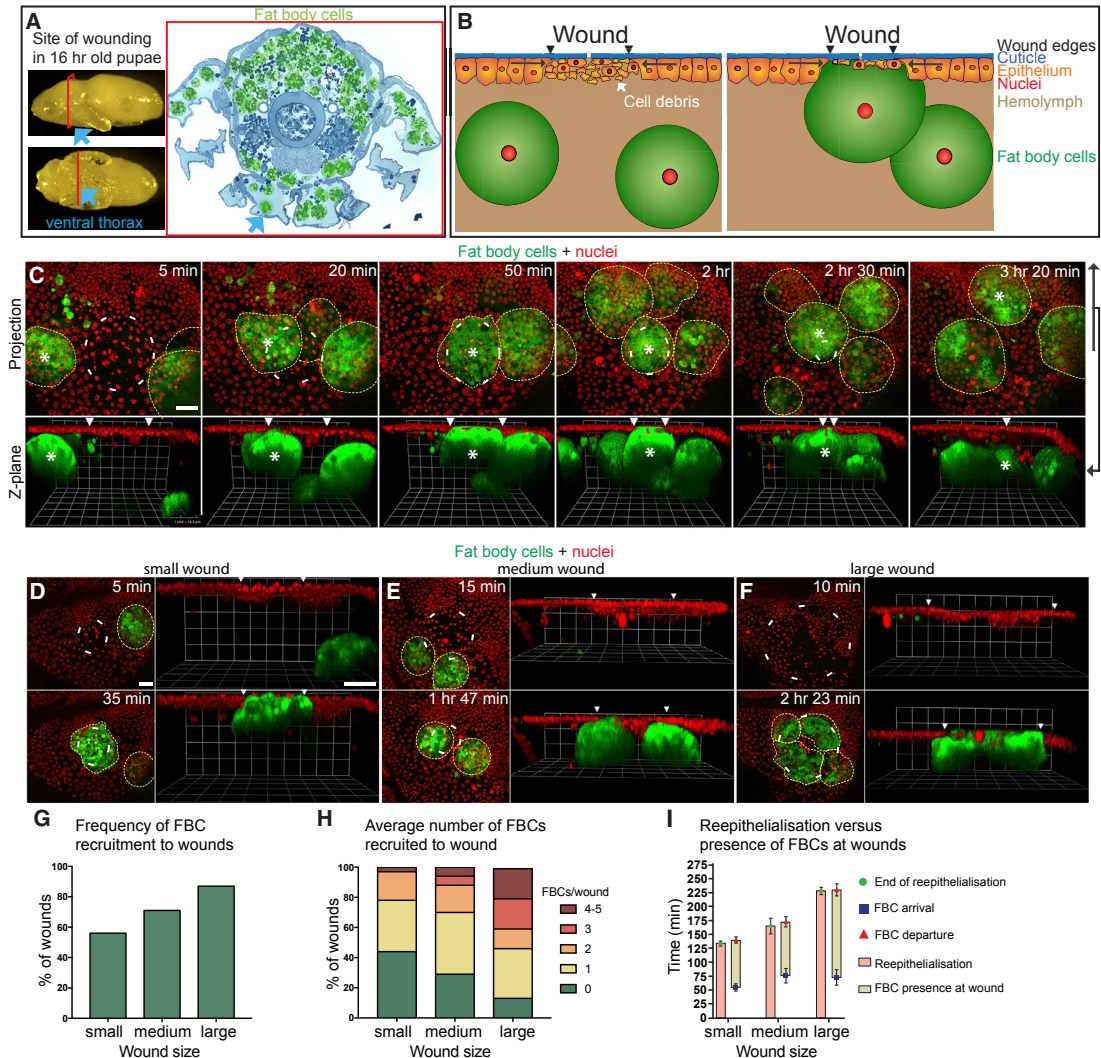 A
Fat body cells
Site of wounding
in 16 hr old pupae
ventral thorax
B
Wound
Wound
Wound edges
Cuticle
Epithelium
Nuclei
Hemolymph
Cell debris
Fat body cells
Fat body cells + nuclei
C
5 min
20 min
50 min
2 hr
2 hr 30 min
3 hr 20 min
Projection
Z-plane
Fat body cells + nuclei
small wound
medium wound
large wound
D
5 min
E
15 min
F
10 min
35 min
1 hr 47 min
2 hr 23 min
G
Frequency of FBC
recruitment to wounds
% of wounds
100
80
60
40
20
0
small
medium
large
Wound size
H
Average number of FBCs
recruited to wound
% of wounds
100
80
60
40
20
0
small
medium
large
Wound size
FBCs/wound
4-5
3
2
1
0
I
Reepithelialisation versus
presence of FBCs at wounds
Time (min)
275
250
225
200
175
150
125
100
75
50
25
0
small
medium
large
Wound size
End of reepithelialisation
FBC arrival
FBC departure
Reepithelialisation
FBC presence at wound